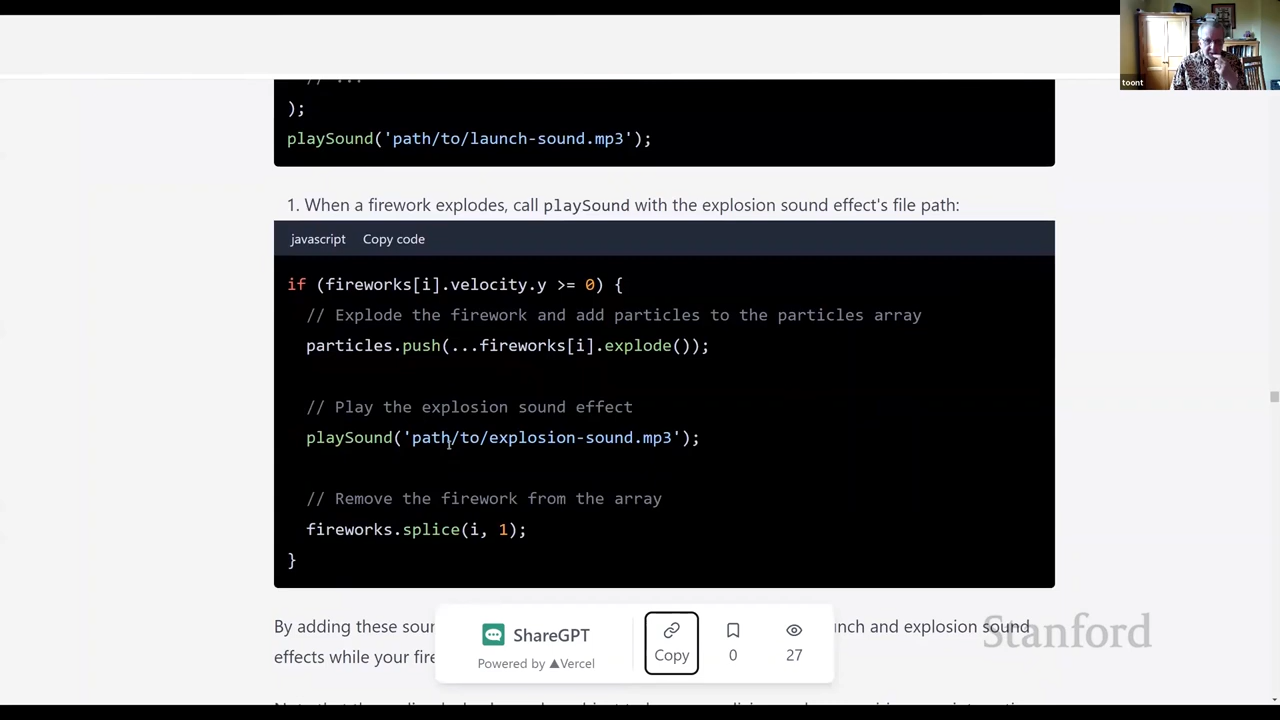 // ...
);
playSound('path/to/launch-sound.mp3');
1. When a firework explodes, call playSound with the explosion sound effect's file path:
javascript Copy code
if (fireworks[i].velocity.y >= 0) {
// Explode the firework and add particles to the particles array
particles.push(...fireworks[i].explode());
// Play the explosion sound effect
playSound('path/to/explosion-sound.mp3');
// Remove the firework from the array
fireworks.splice(i, 1);
}
By adding these and explosion sound
effects while your
ShareGPT
Powered by Vercel
Copy
0
27
Stanford
toont